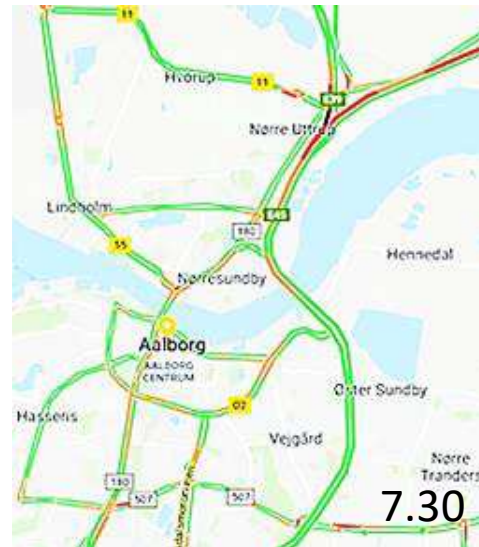 11
Hvorup
11
Nørre Uttrup
E45
Lindholm
180
55
Hennedal
Nørresundby
Aalborg
AALBORG
CENTRUM
Øster Sundby
O2
Hasseris
Vejgård
Nørre
Tranders
180
507
507
7.30